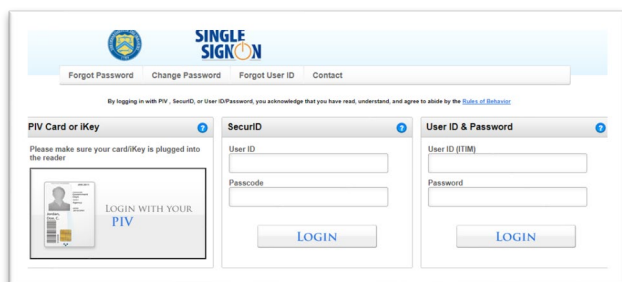 SINGLE
SIGN ON
Forgot Password Change Password Forgot User ID Contact
By logging in with PIV , SecurID, or User ID/Password, you acknowledge that you have read, understand, and agree to abide by the Rules of Behavior
PIV Card or iKey ?
Please make sure your card/iKey is plugged into
the reader
LOGIN WITH YOUR
PIV
SecurID ?
User ID
Passcode
LOGIN
User ID & Password ?
User ID (ITIM)
Password
LOGIN